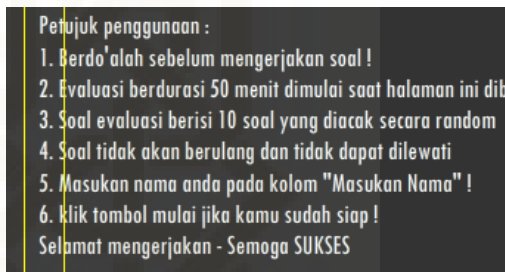 Petujuk penggunaan :
1. Berdo'alah sebelum mengerjakan soal !
2. Evaluasi berdurasi 50 menit dimulai saat halaman ini
3. Soal evaluasi berisi 10 soal yang diacak secara random
4. Soal tidak akan berulang dan tidak dapat dilewati
5. Masukan nama anda pada kolom "Masukan Nama" !
6. klik tombol mulai jika kamu sudah siap !
Selamat mengerjakan - Semoga SUKSES